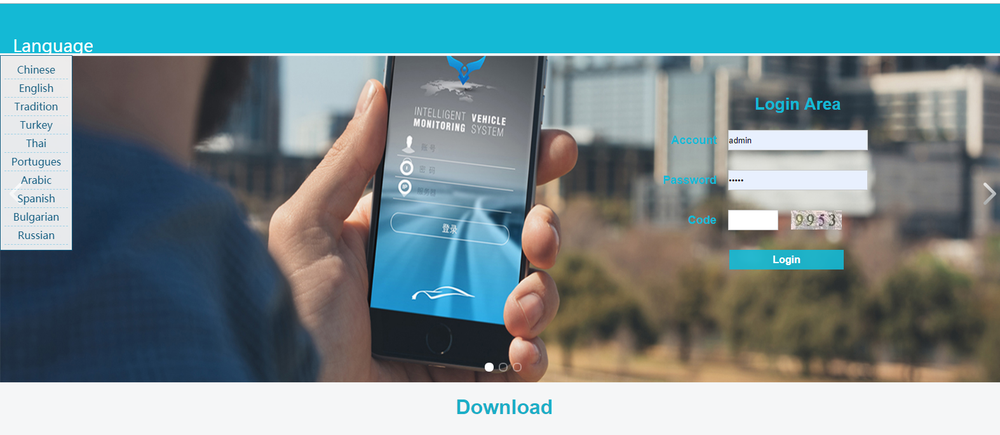 Language
Chinese
English
Tradition
Turkey
Thai
Portugues
Arabic
Spanish
Bulgarian
Russian
INTELLIGENT VEHICLE
MONITORING SYSTEM
账号
密码
IP 服务器
登录
Login Area
Account admin
Password •••••
Code 9953
Login
Download